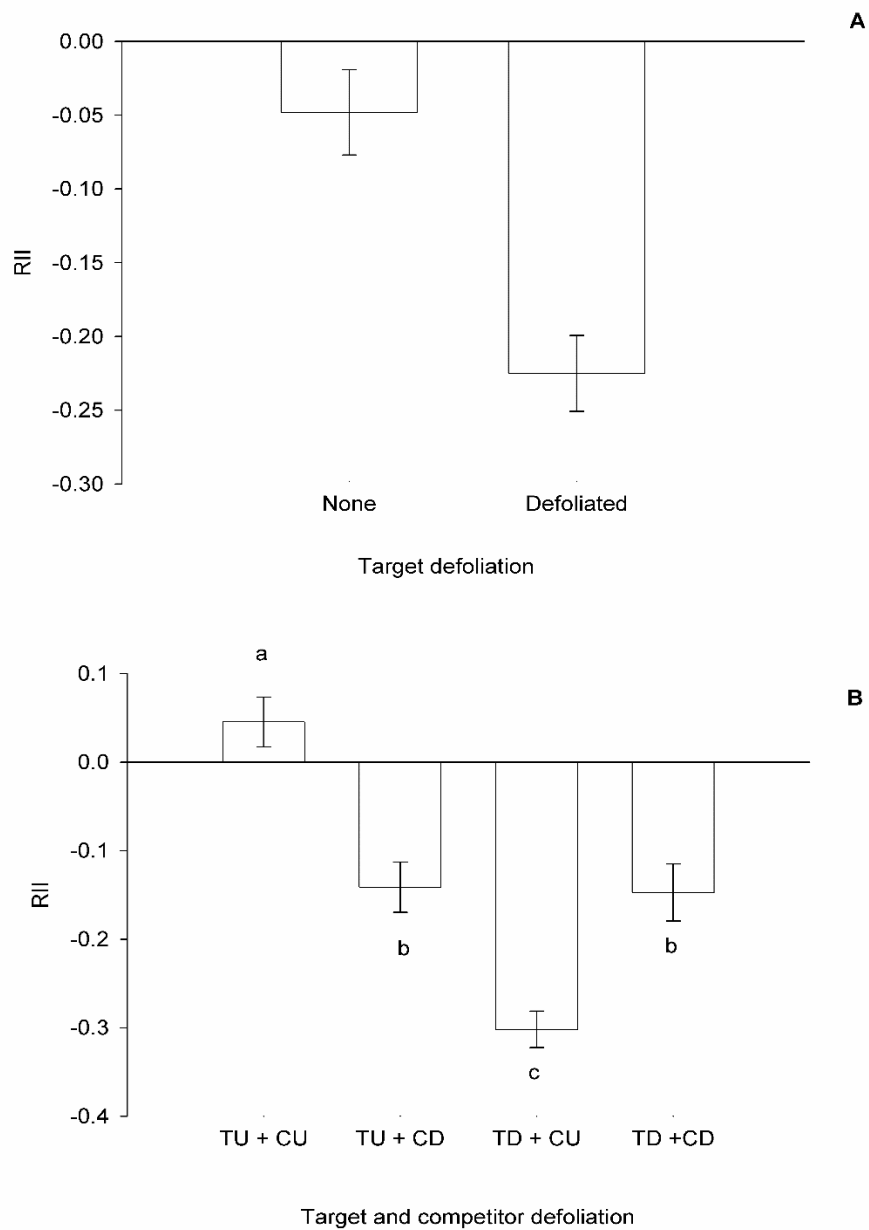 A
0.00
-0.05
-0.10
-0.15
-0.20
-0.25
-0.30
RII
None Defoliated
Target defoliation
B
0.1
0.0
-0.1
-0.2
-0.3
-0.4
RII
a
b
c
b
TU + CU TU + CD TD + CU TD +CD
Target and competitor defoliation